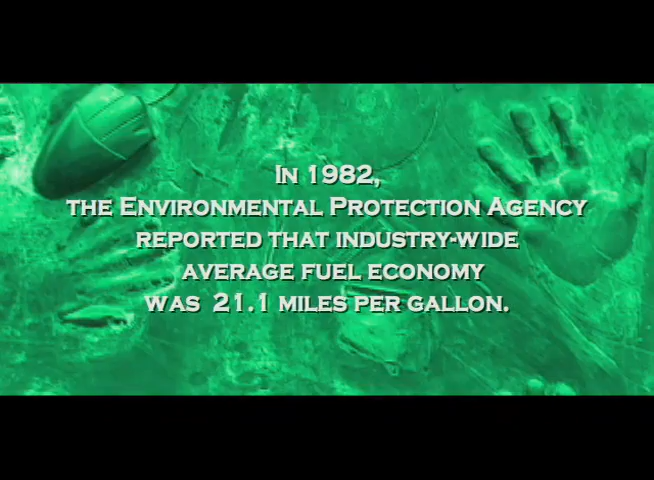 In 1982,
the Environmental Protection Agency
reported that industry-wide
average fuel economy
was 21.1 miles per gallon.